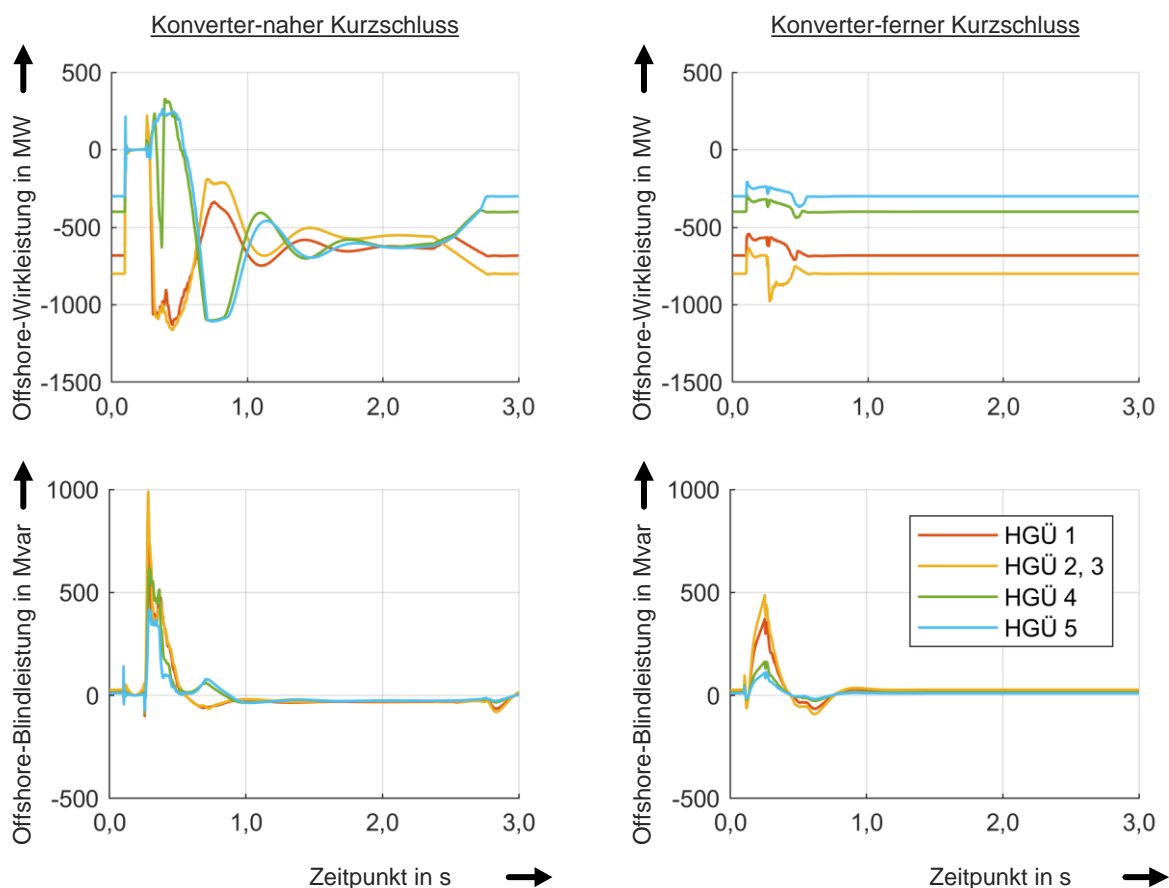 Konverter-naher Kurzschluss
Konverter-ferner Kurzschluss
Offshore-Wirkleistung in MW
500
0
-500
-1000
-1500
0,0 1,0 2,0 3,0
Offshore-Wirkleistung in MW
500
0
-500
-1000
-1500
0,0 1,0 2,0 3,0
Offshore-Blindleistung in Mvar
1000
500
0
-500
0,0 1,0 2,0 3,0
Zeitpunkt in s
Offshore-Blindleistung in Mvar
1000
500
0
-500
0,0 1,0 2,0 3,0
HGÜ 1
HGÜ 2, 3
HGÜ 4
HGÜ 5
Zeitpunkt in s